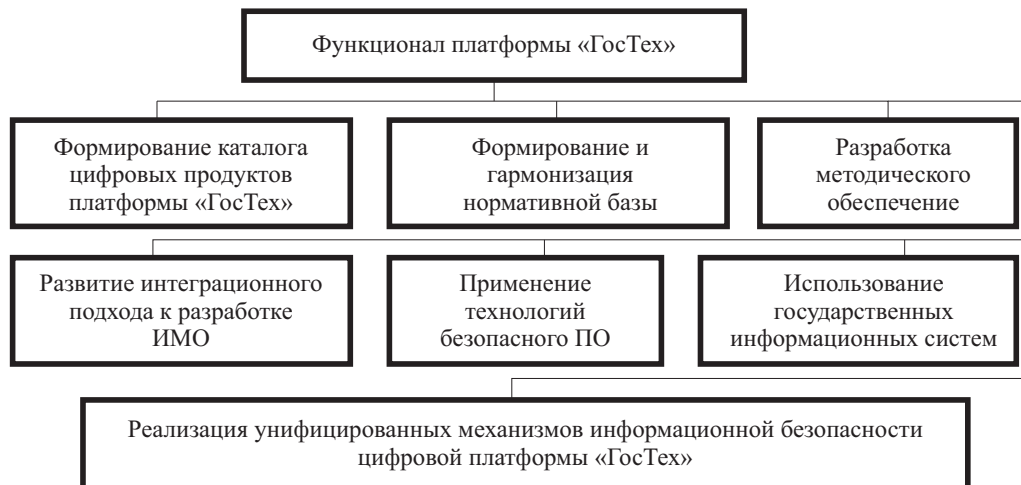 Функционал платформы «ГосТех»
Формирование каталога
цифровых продуктов
платформы «ГосТех»
Формирование и
гармонизация
нормативной базы
Разработка
методического
обеспечение
Развитие интеграционного
подхода к разработке
ИМО
Применение
технологий
безопасного ПО
Использование
государственных
информационных систем
Реализация унифицированных механизмов информационной безопасности
цифровой платформы «ГосТех»